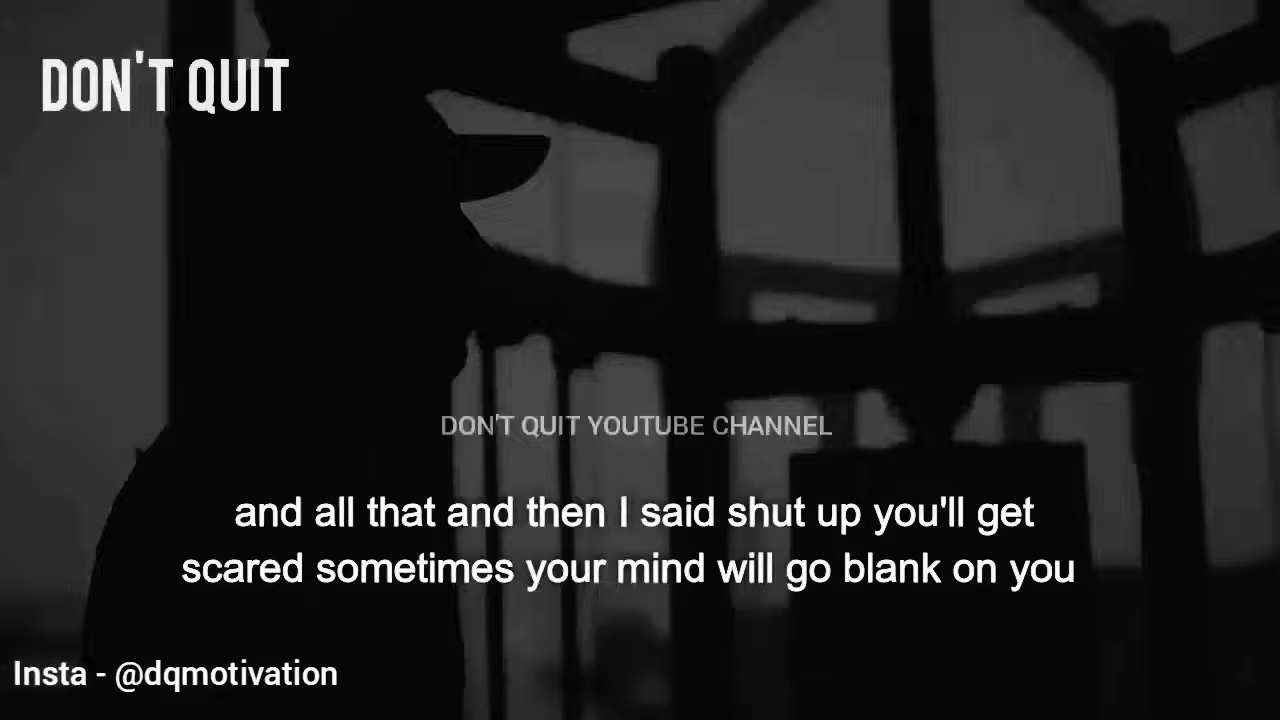 DON'T QUIT
DON'T QUIT YOUTUBE CHANNEL
and all that and then I said shut up you'll get
scared sometimes your mind will go blank on you
Insta - @dqmotivation